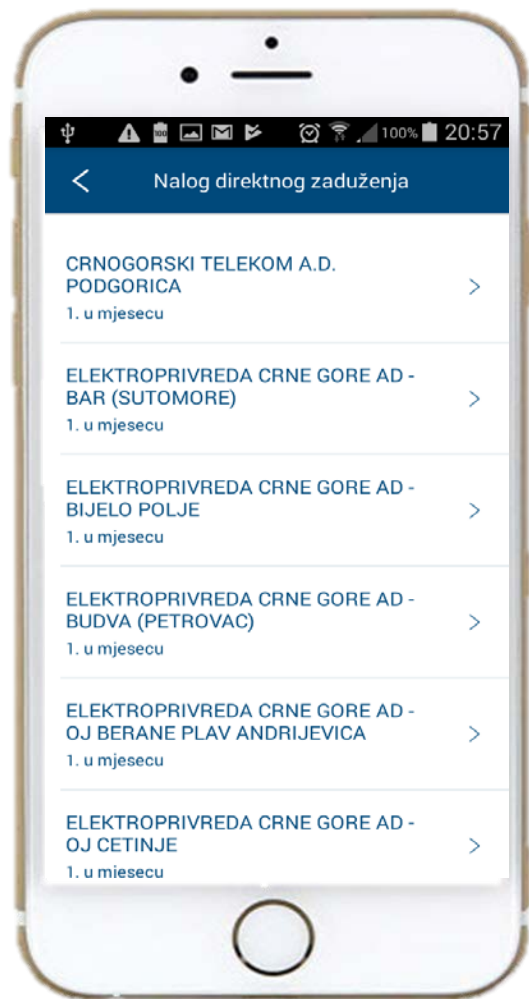 100 100% 20:57
Nalog direktnog zaduženja
CRNOGORSKI TELEKOM A.D.
PODGORICA
1. u mjesecu
ELEKTROPRIVREDA CRNE GORE AD -
BAR (SUTOMORE)
1. u mjesecu
ELEKTROPRIVREDA CRNE GORE AD -
BIJELO POLJE
1. u mjesecu
ELEKTROPRIVREDA CRNE GORE AD -
BUDVA (PETROVAC)
1. u mjesecu
ELEKTROPRIVREDA CRNE GORE AD -
OJ BERANE PLAV ANDRIJEVICA
1. u mjesecu
ELEKTROPRIVREDA CRNE GORE AD -
OJ CETINJE
1. u mjesecu